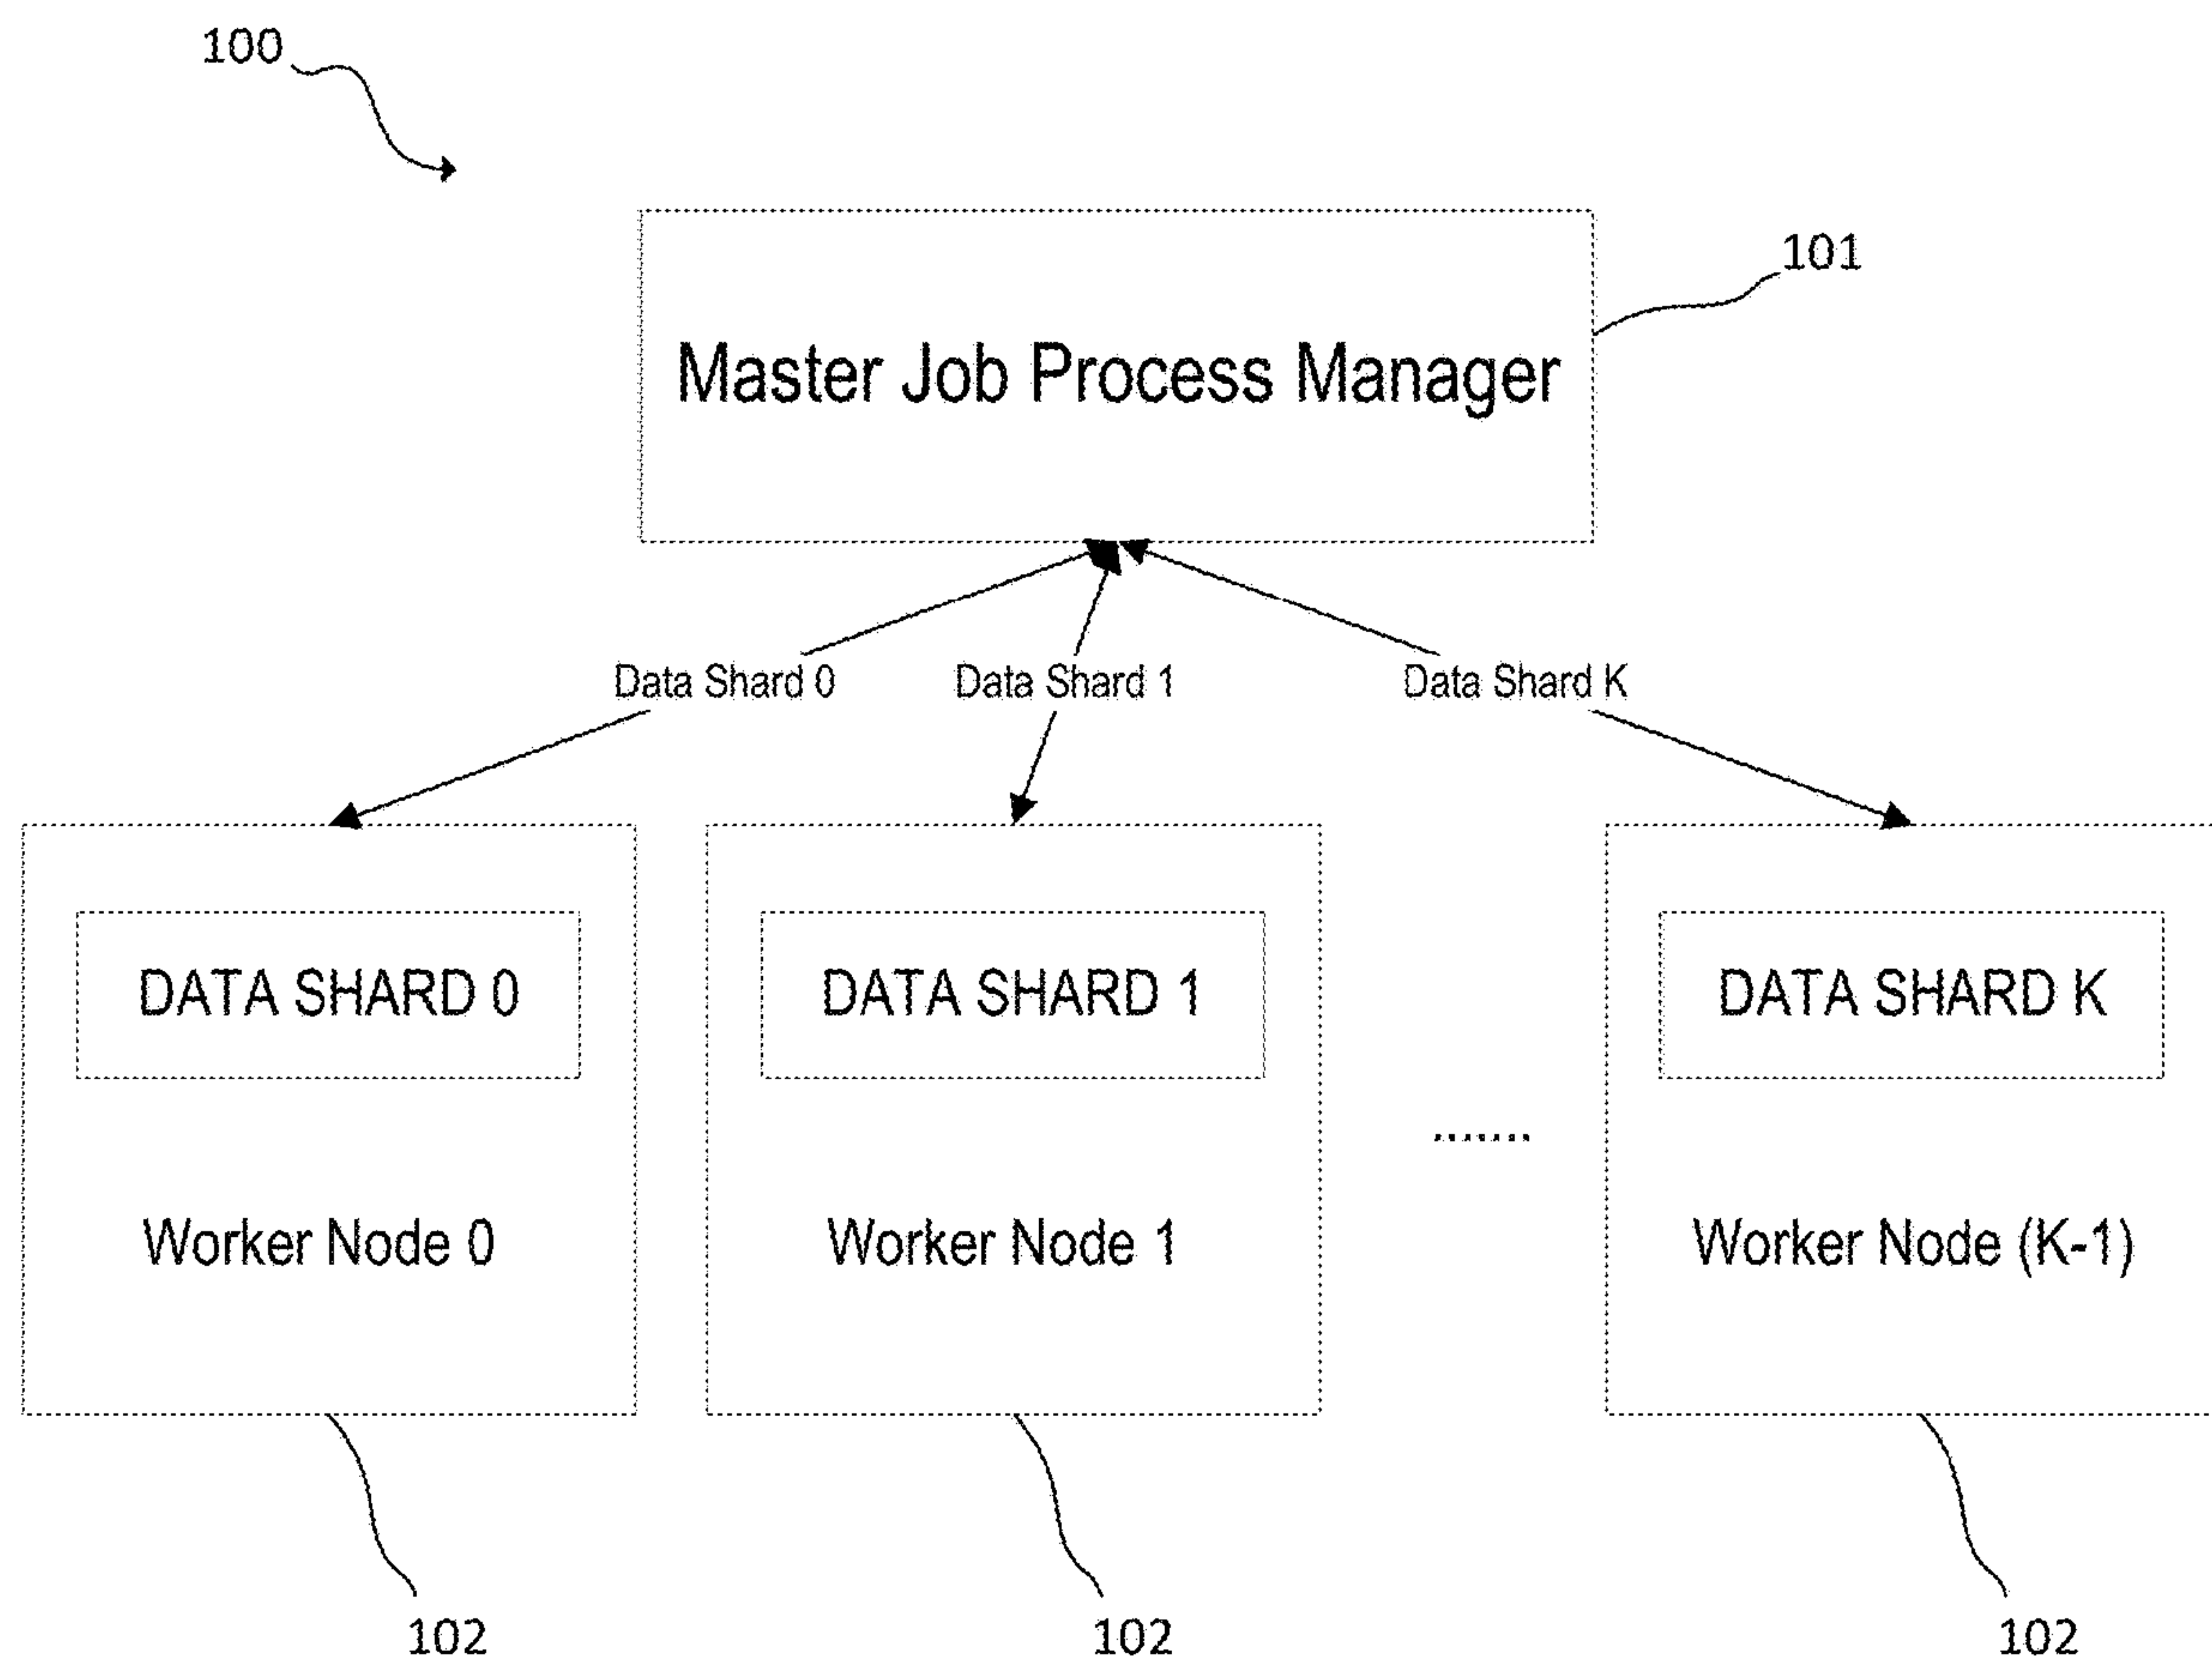 100
101
Master Job Process Manager
Data Shard 0
Data Shard 1
Data Shard K
DATA SHARD 0
DATA SHARD 1
DATA SHARD K
.......
Worker Node 0
Worker Node 1
Worker Node (K-1)
102
102
102